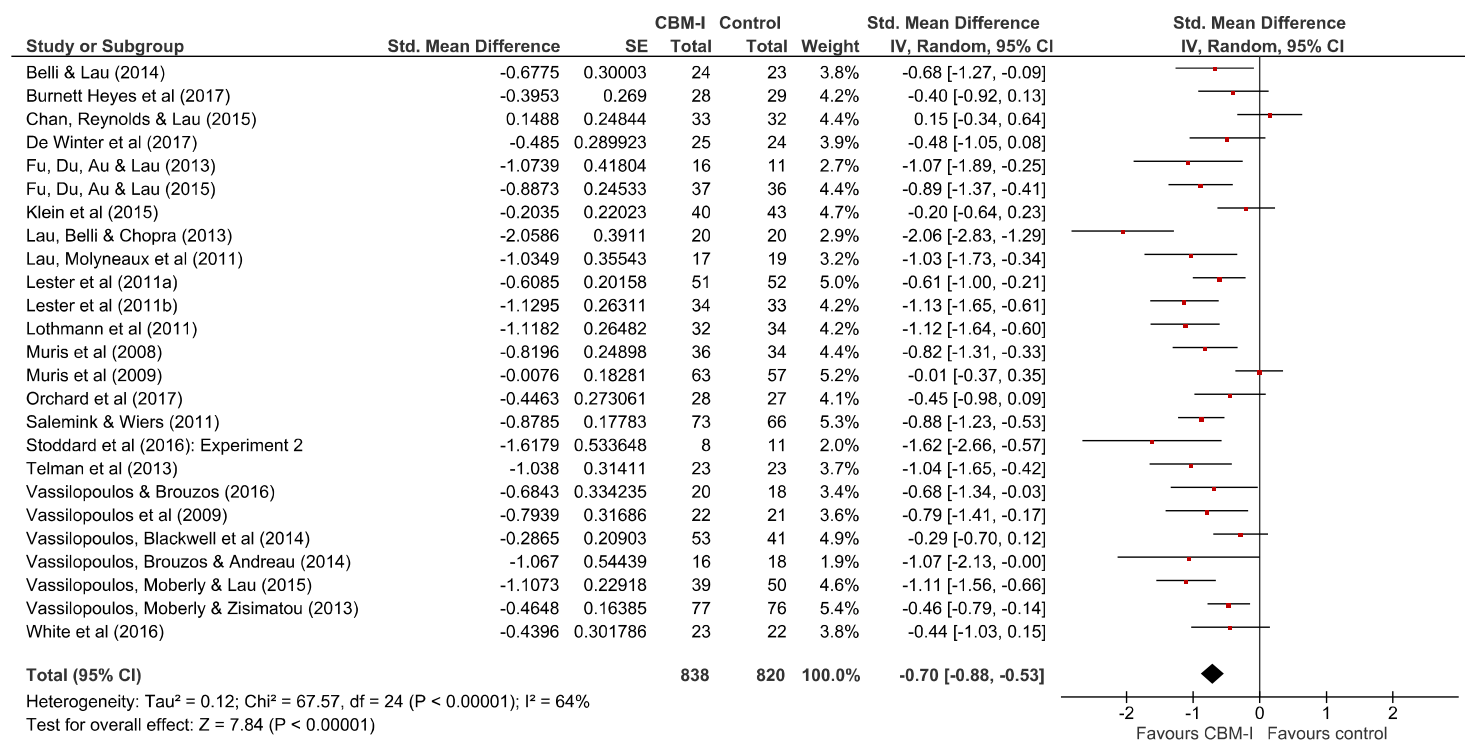 CBM-I Control Std. Mean Difference Std. Mean Difference
Study or Subgroup Std. Mean Difference SE Total Total Weight IV, Random, 95% CI IV, Random, 95% CI
Belli & Lau (2014) -0.6775 0.30003 24 23 3.8% -0.68 [-1.27, -0.09]
Burnett Heyes et al (2017) -0.3953 0.269 28 29 4.2% -0.40 [-0.92, 0.13]
Chan, Reynolds & Lau (2015) 0.1488 0.24844 33 32 4.4% 0.15 [-0.34, 0.64]
De Winter et al (2017) -0.485 0.289923 25 24 3.9% -0.48 [-1.05, 0.08]
Fu, Du, Au & Lau (2013) -1.0739 0.41804 16 11 2.7% -1.07 [-1.89, -0.25]
Fu, Du, Au & Lau (2015) -0.8873 0.24533 37 36 4.4% -0.89 [-1.37, -0.41]
Klein et al (2015) -0.2035 0.22023 40 43 4.7% -0.20 [-0.64, 0.23]
Lau, Belli & Chopra (2013) -2.0586 0.3911 20 20 2.9% -2.06 [-2.83, -1.29]
Lau, Molyneaux et al (2011) -1.0349 0.35543 17 19 3.2% -1.03 [-1.73, -0.34]
Lester et al (2011a) -0.6085 0.20158 51 52 5.0% -0.61 [-1.00, -0.21]
Lester et al (2011b) -1.1295 0.26311 34 33 4.2% -1.13 [-1.65, -0.61]
Lothmann et al (2011) -1.1182 0.26482 32 34 4.2% -1.12 [-1.64, -0.60]
Muris et al (2008) -0.8196 0.24898 36 34 4.4% -0.82 [-1.31, -0.33]
Muris et al (2009) -0.0076 0.18281 63 57 5.2% -0.01 [-0.37, 0.35]
Orchard et al (2017) -0.4463 0.273061 28 27 4.1% -0.45 [-0.98, 0.09]
Salemink & Wiers (2011) -0.8785 0.17783 73 66 5.3% -0.88 [-1.23, -0.53]
Stoddard et al (2016): Experiment 2 -1.6179 0.533648 8 11 2.0% -1.62 [-2.66, -0.57]
Telman et al (2013) -1.038 0.31411 23 23 3.7% -1.04 [-1.65, -0.42]
Vassilopoulos & Brouzos (2016) -0.6843 0.334235 20 18 3.4% -0.68 [-1.34, -0.03]
Vassilopoulos et al (2009) -0.7939 0.31686 22 21 3.6% -0.79 [-1.41, -0.17]
Vassilopoulos, Blackwell et al (2014) -0.2865 0.20903 53 41 4.9% -0.29 [-0.70, 0.12]
Vassilopoulos, Brouzos & Andreau (2014) -1.067 0.54439 16 18 1.9% -1.07 [-2.13, -0.00]
Vassilopoulos, Moberly & Lau (2015) -1.1073 0.22918 39 50 4.6% -1.11 [-1.56, -0.66]
Vassilopoulos, Moberly & Zisimatou (2013) -0.4648 0.16385 77 76 5.4% -0.46 [-0.79, -0.14]
White et al (2016) -0.4396 0.301786 23 22 3.8% -0.44 [-1.03, 0.15]
Total (95% CI) 838 820 100.0% -0.70 [-0.88, -0.53]
Heterogeneity: Tau² = 0.12; Chi² = 67.57, df = 24 (P < 0.00001); I² = 64%
Test for overall effect: Z = 7.84 (P < 0.00001)
-2 -1 0 1 2
Favours CBM-I Favours control